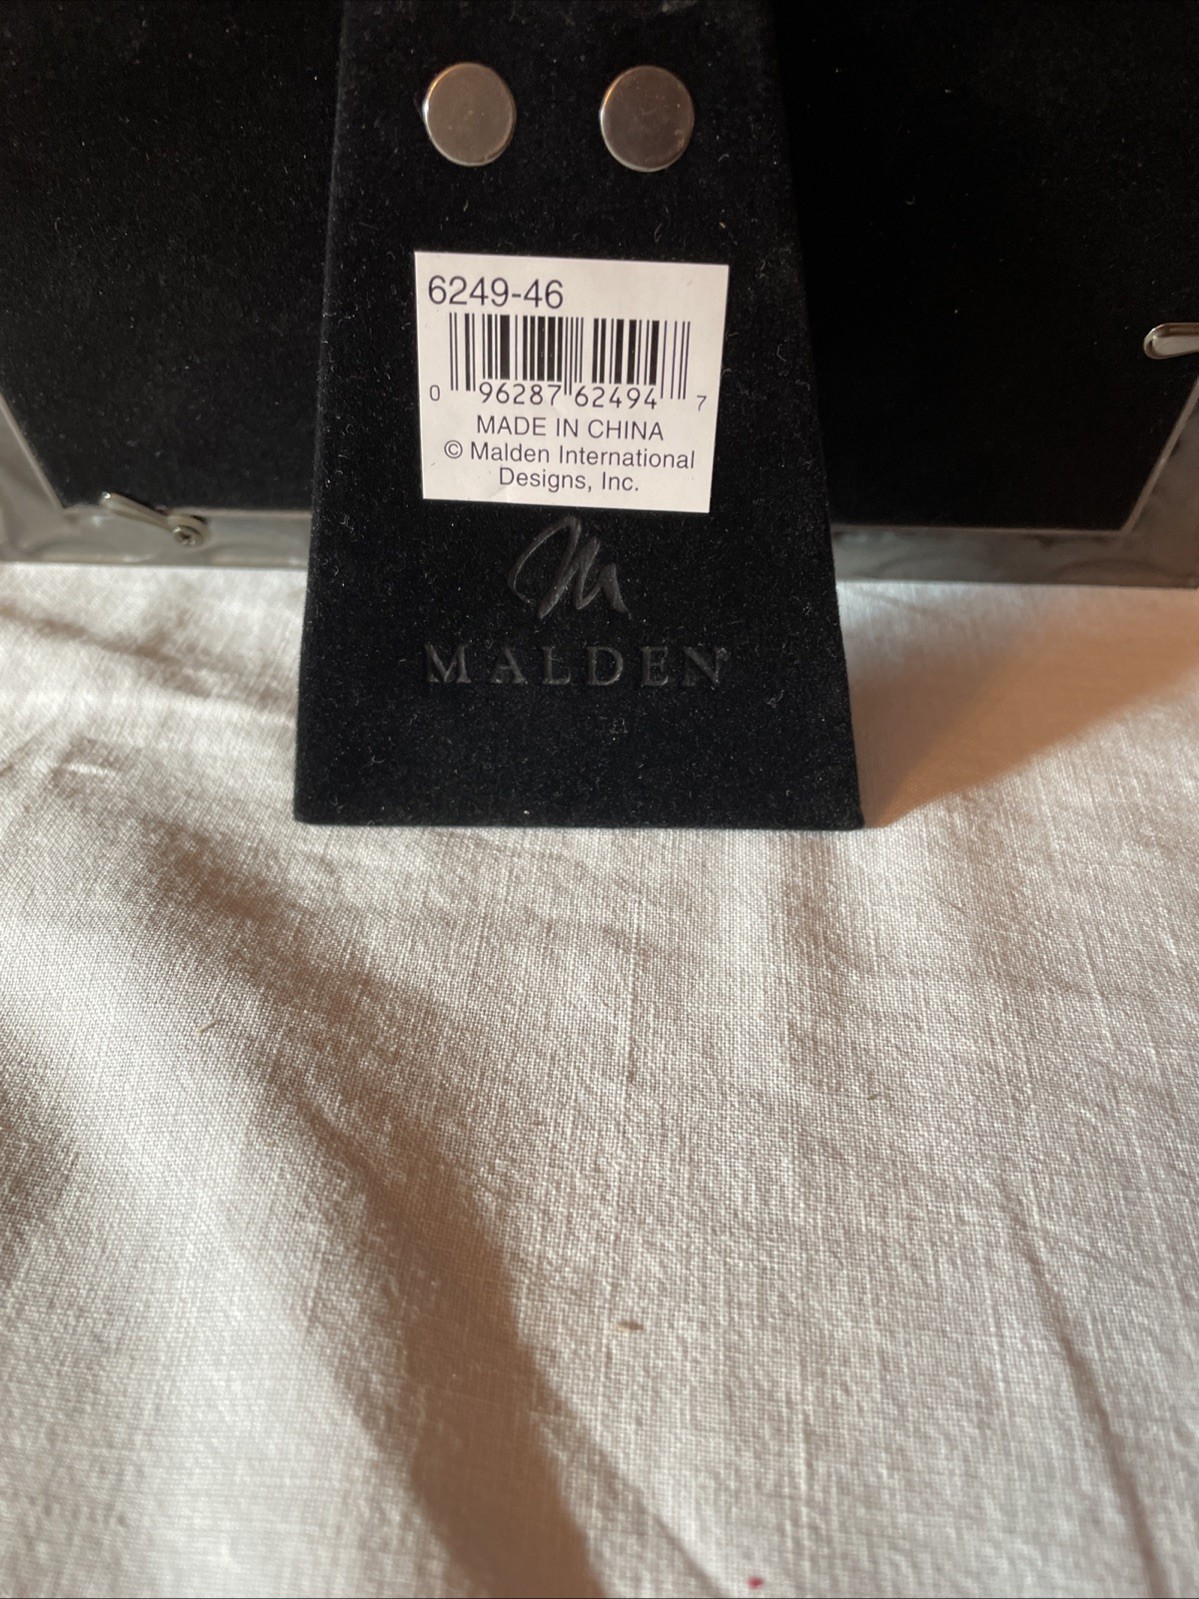 6249-46
0 96287 62494 7
MADE IN CHINA
© Malden International
Designs, Inc.
M
MALDEN